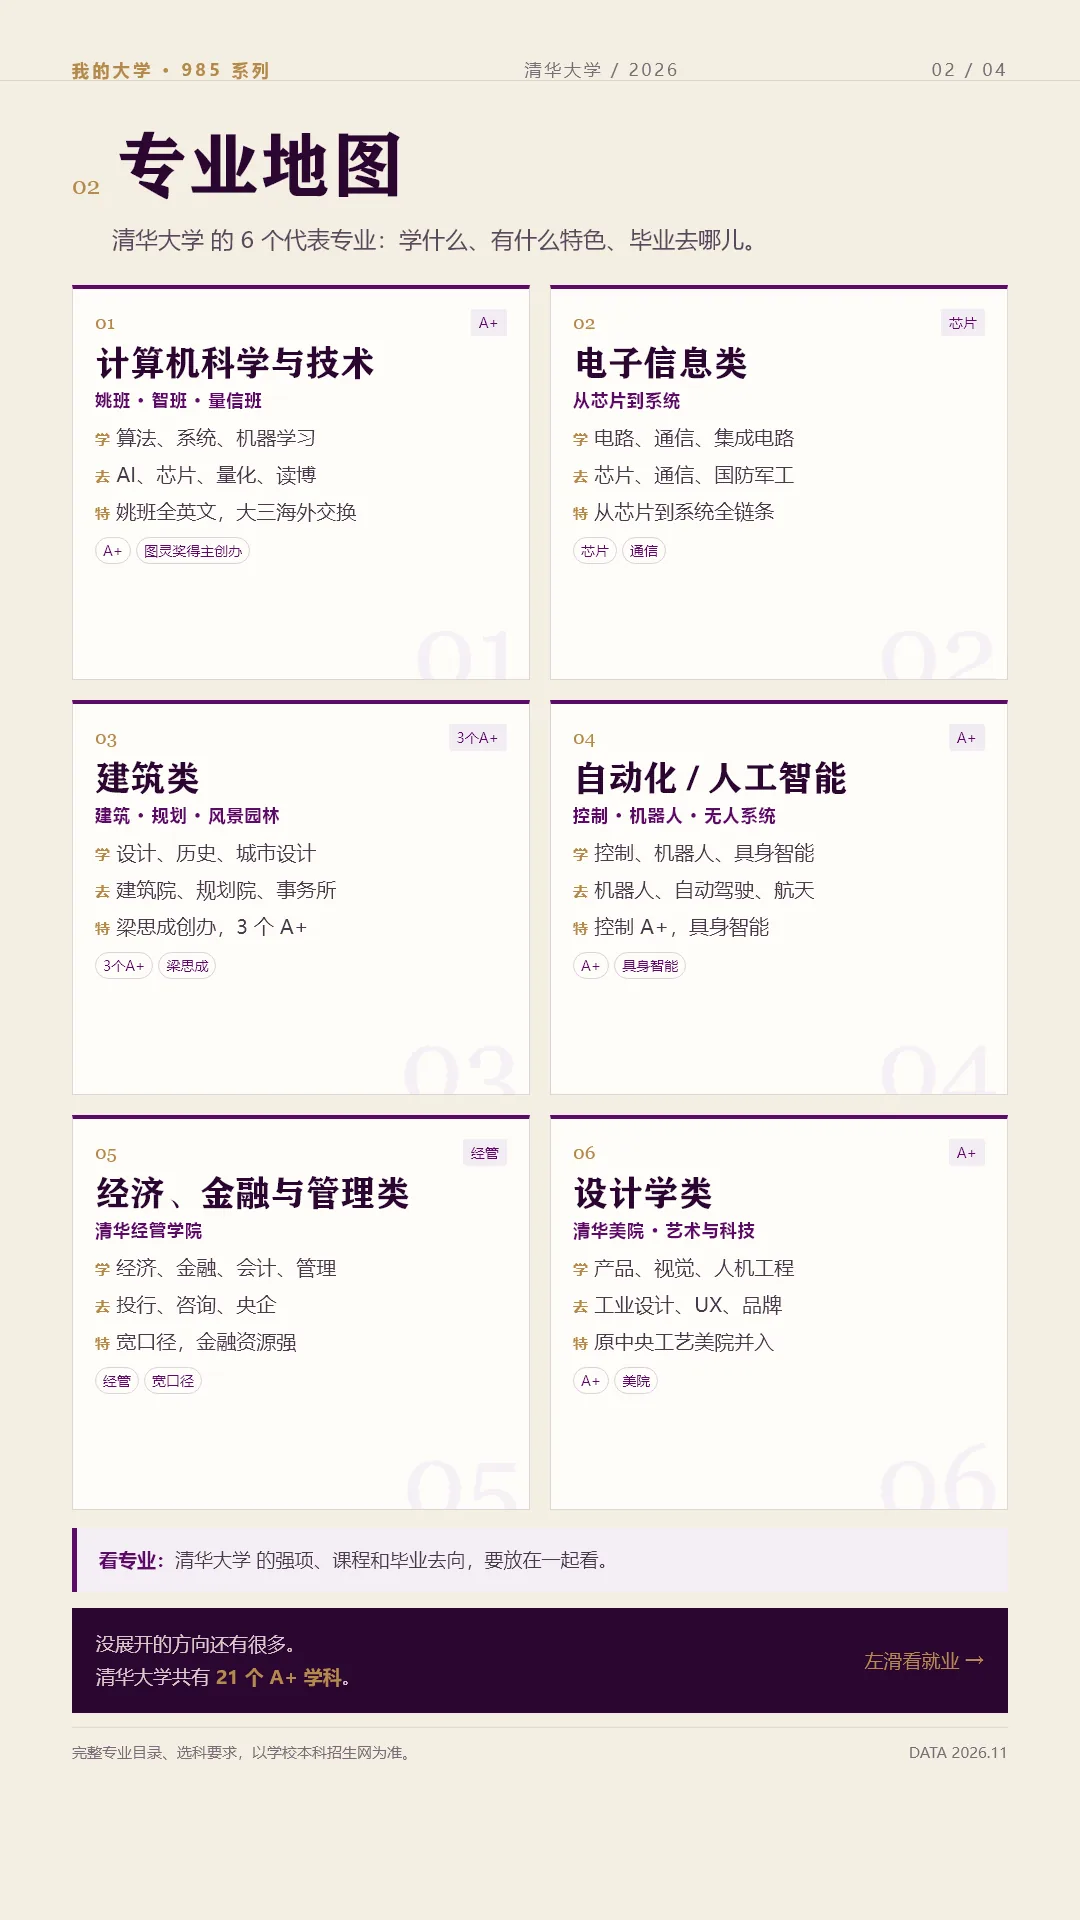 我的大学 · 985 系列
清华大学 / 2026
02 / 04
02 专业地图
清华大学 的 6 个代表专业：学什么、有什么特色、毕业去哪儿。
01
A+
计算机科学与技术
姚班 · 智班 · 量信班
学 算法、系统、机器学习
去 AI、芯片、量化、读博
特 姚班全英文，大三海外交换
A+ 图灵奖得主创办
01
02
芯片
电子信息类
从芯片到系统
学 电路、通信、集成电路
去 芯片、通信、国防军工
特 从芯片到系统全链条
芯片 通信
02
03
3个A+
建筑类
建筑 · 规划 · 风景园林
学 设计、历史、城市设计
去 建筑院、规划院、事务所
特 梁思成创办，3 个 A+
3个A+ 梁思成
03
04
A+
自动化 / 人工智能
控制 · 机器人 · 无人系统
学 控制、机器人、具身智能
去 机器人、自动驾驶、航天
特 控制 A+，具身智能
A+ 具身智能
04
05
经管
经济、金融与管理类
清华经管学院
学 经济、金融、会计、管理
去 投行、咨询、央企
特 宽口径，金融资源强
经管 宽口径
05
06
A+
设计学类
清华美院 · 艺术与科技
学 产品、视觉、人机工程
去 工业设计、UX、品牌
特 原中央工艺美院并入
A+ 美院
06
看专业：清华大学 的强项、课程和毕业去向，要放在一起看。
没展开的方向还有很多。
清华大学共有 21 个 A+ 学科。
左滑看就业 →
完整专业目录、选科要求，以学校本科招生网为准。
DATA 2026.11